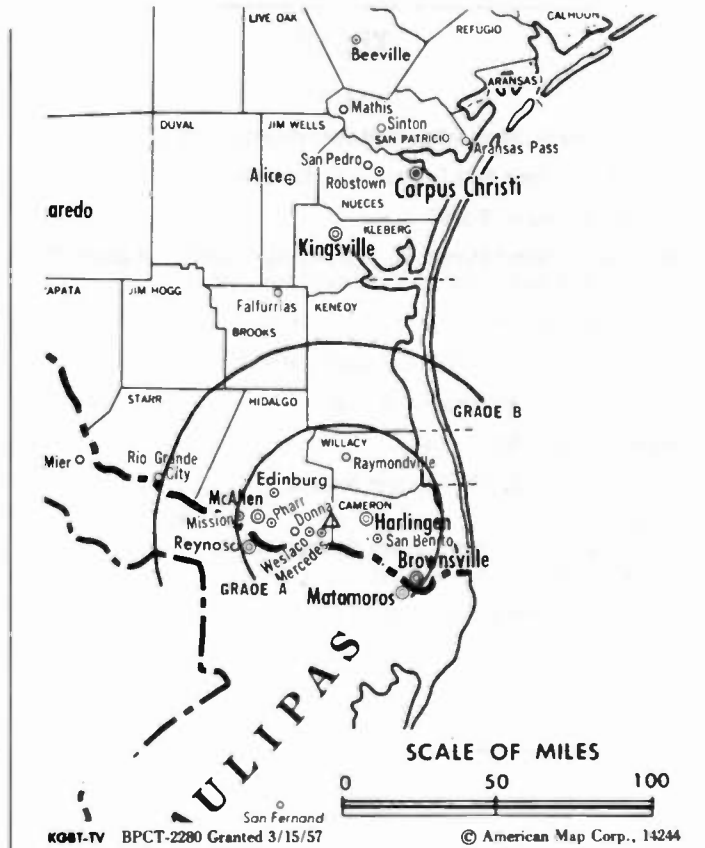 LIVE OAK
CALHOUN
REFUGIO
Beeville
ARANSAS
Mathis
DUVAL
JIM WELLS
Sinton
SAN PATRICIO
Aransas Pass
San Pedro
Alice
Robstown
Corpus Christi
NUECES
aredo
KLEBERG
Kingsville
APATA
JIM HOGG
Falfurrias
KENEDY
BROOKS
STARR
HIDALGO
GRADE B
WILLACY
Mier
Rio Grande
City
Raymondville
Edinburg
McAllen
CAMERON
Mission
Pharr
Donna
Harlingen
San Benito
Reynosa
Weslaco
Mercedes
Brownsville
GRADE A
Matamoros
AULIPAS
SCALE OF MILES
0 50 100
San Fernand
KGBT-TV BPCT-2280 Granted 3/15/57 © American Map Corp., 14244